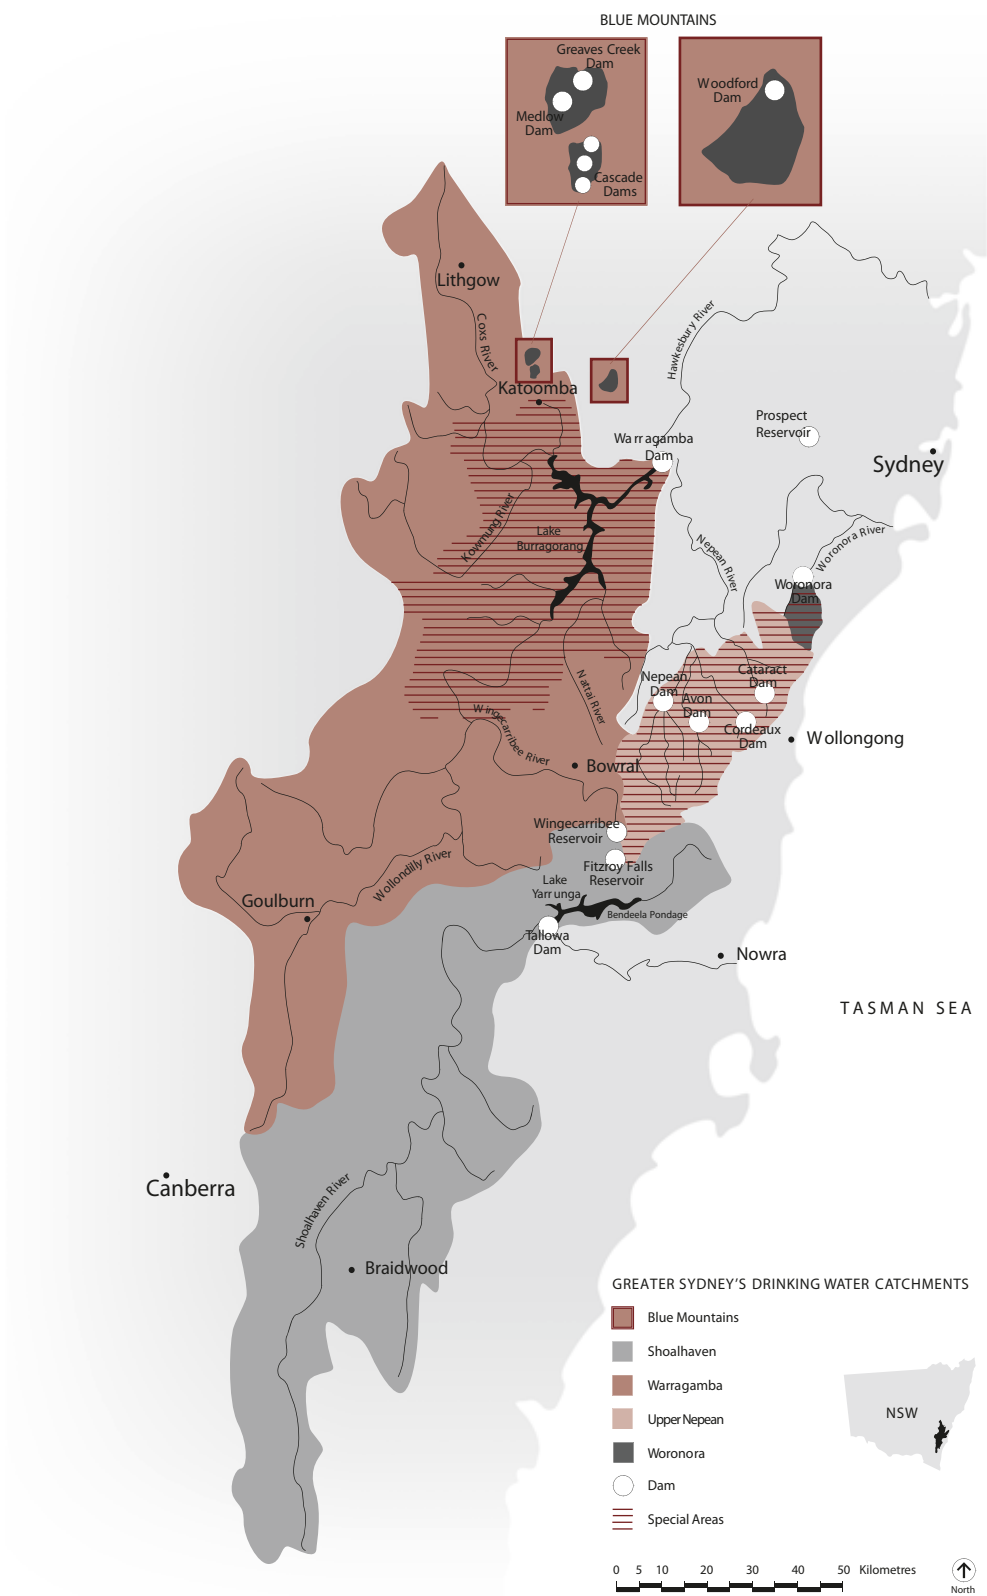 BLUE MOUNTAINS
Greaves Creek
Dam
Medlow
Dam
Cascade
Dams
Woodford
Dam
Lithgow
Coxs River
Katoomba
Hawkesbury River
Prospect
Reservoir
Warragamba
Dam
Sydney
Kowmung River
Lake
Burragorang
Nepean River
Woronora River
Woronora
Dam
Nattai River
Nepean
Dam
Avon
Dam
Cataract
Dam
Cordeaux
Dam
Wollongong
Wingecarribee River
Bowral
Wingecarribee
Reservoir
Fitzroy Falls
Reservoir
Wollondilly River
Goulburn
Lake
Yarrunga
Bendeela Pondage
Tallowa
Dam
Nowra
TASMAN SEA
Canberra
Shoalhaven River
Braidwood
GREATER SYDNEY'S DRINKING WATER CATCHMENTS
Blue Mountains
Shoalhaven
Warragamba
Upper Nepean
Woronora
Dam
Special Areas
NSW
0 5 10 20 30 40 50 Kilometres
North